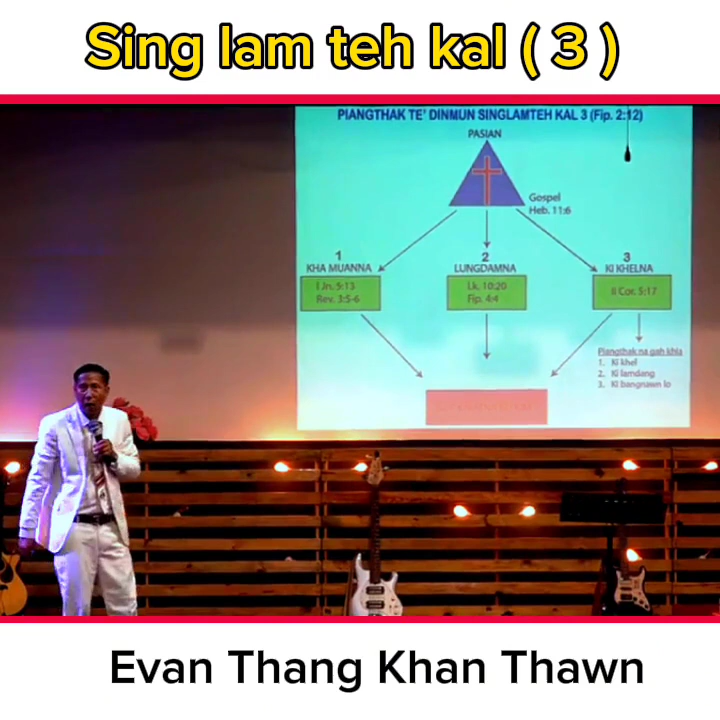 Sing lam teh kal ( 3 )
PIANGTHAK TE' DINMUN SINGLAMTEH KAL 3 (Fip. 2:12)
PASIAN
Gospel
Heb. 11:6
1
KHA MUANNA
I Jn. 5:13
Rev. 3:5-6
2
LUNGDAMNA
Lk. 10:20
Fip. 4:4
3
KI KHELNA
II Cor. 5:17
Piangthak na gah khia
1. Ki khel
2. Ki lamdang
3. Ki bangnawn lo
Evan Thang Khan Thawn